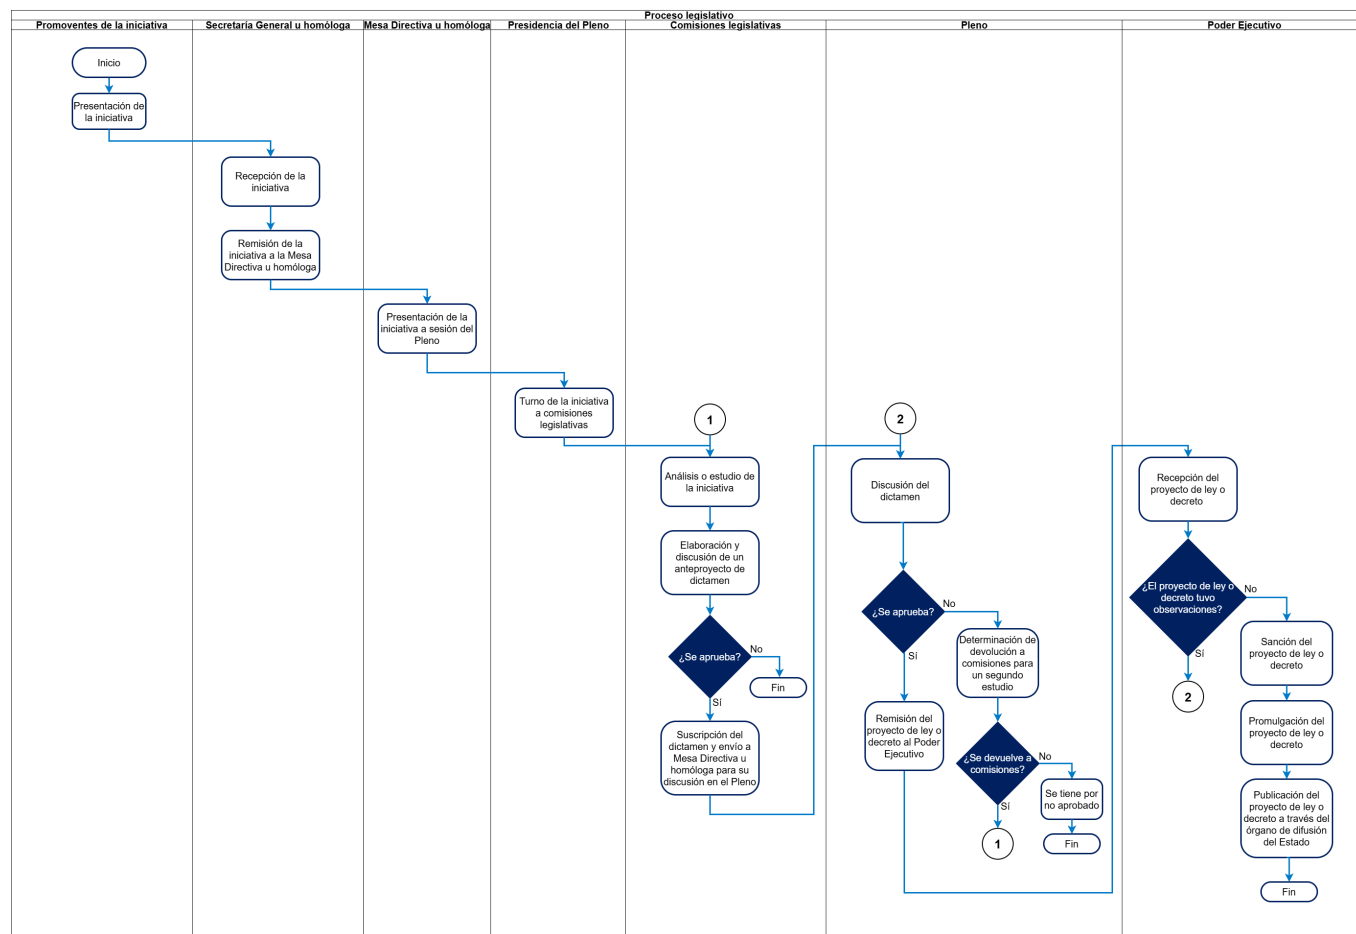 Proceso legislativo
Promoventes de la iniciativa
Secretaría General u homóloga
Mesa Directiva u homóloga
Presidencia del Pleno
Comisiones legislativas
Pleno
Poder Ejecutivo
Inicio
Presentación de
la iniciativa
Recepción de la
iniciativa
Remisión de la
iniciativa a la Mesa
Directiva u homóloga
Presentación de la
iniciativa a sesión del
Pleno
Turno de la iniciativa
a comisiones
legislativas
1
Análisis o estudio de
la iniciativa
Elaboración y
discusión de un
anteproyecto de
dictamen
¿Se aprueba?
No
Fin
Sí
Suscripción del
dictamen y envío a
Mesa Directiva u
homóloga para su
discusión en el Pleno
2
Discusión del
dictamen
¿Se aprueba?
No
Sí
Determinación de
devolución a
comisiones para
un segundo
estudio
Remisión del
proyecto de ley o
decreto al Poder
Ejecutivo
¿Se devuelve a
comisiones?
No
Sí
Se tiene por
no aprobado
Fin
1
Recepción del
proyecto de ley o
decreto
¿El proyecto de ley o
decreto tuvo
observaciones?
No
Sí
2
Sanción del
proyecto de ley o
decreto
Promulgación del
proyecto de ley o
decreto
Publicación del
proyecto de ley o
decreto a través del
órgano de difusión
del Estado
Fin